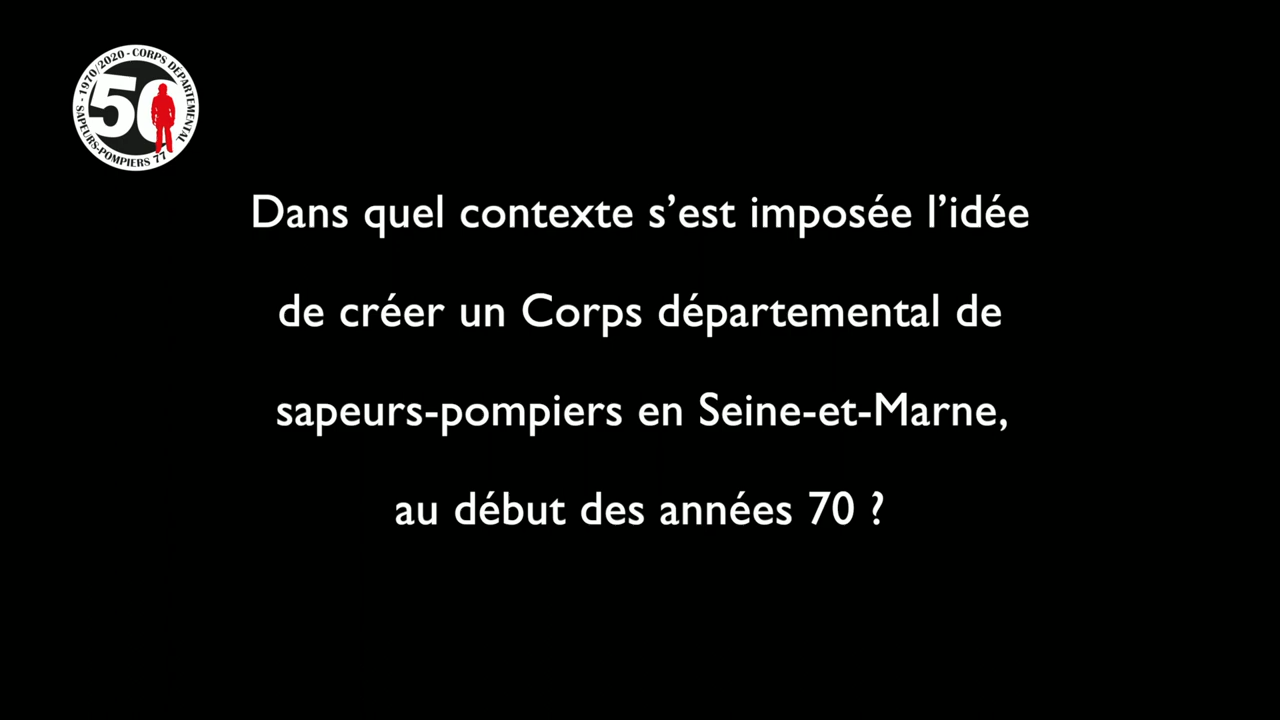 1970/2020 - CORPS DÉPARTEMENTAL
50
- SAPEURS-POMPIERS 77
Dans quel contexte s’est imposée l’idée
de créer un Corps départemental de
sapeurs-pompiers en Seine-et-Marne,
au début des années 70 ?